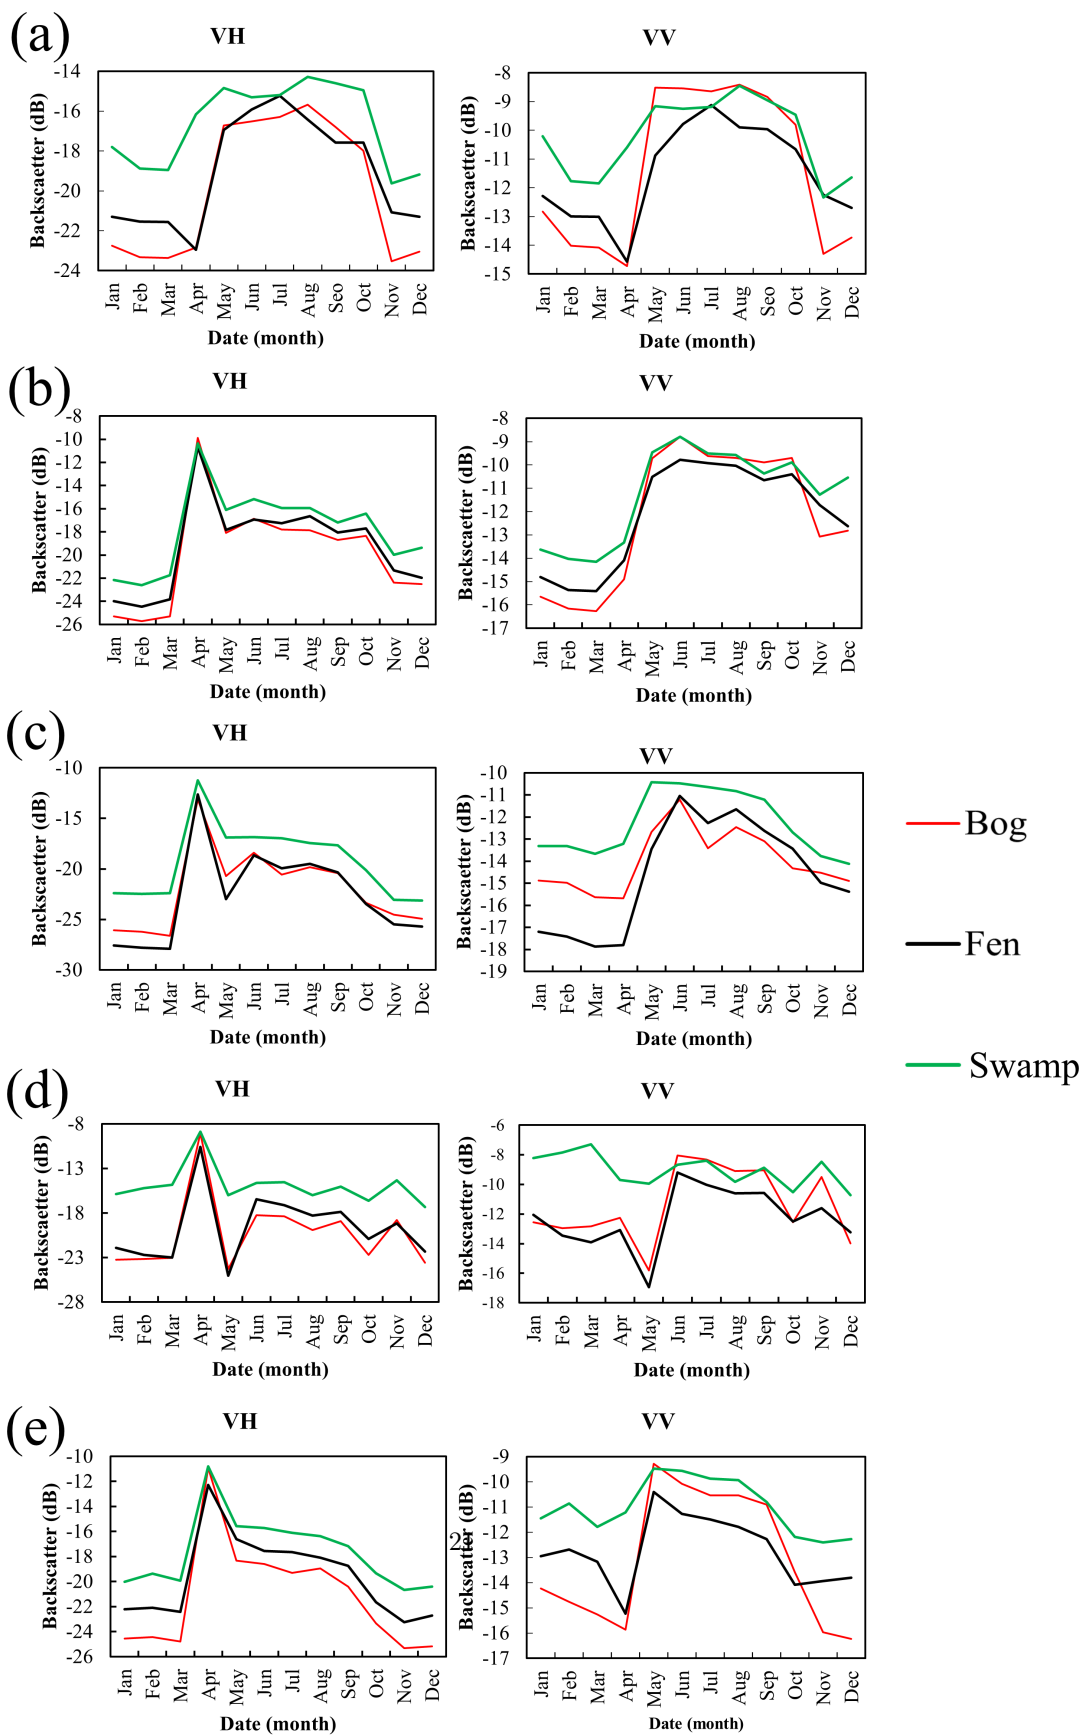 (a)
VH
VV
Backscaetter (dB)
-14
-16
-18
-20
-22
-24
Jan
Feb
Mar
Apr
May
Jun
Jul
Aug
Seo
Oct
Nov
Dec
Date (month)
Backscaetter (dB)
-8
-9
-10
-11
-12
-13
-14
-15
Jan
Feb
Mar
Apr
May
Jun
Jul
Aug
Seo
Oct
Nov
Dec
Date (month)
(b)
VH
VV
Backscatter (dB)
-8
-10
-12
-14
-16
-18
-20
-22
-24
-26
Jan
Feb
Mar
Apr
May
Jun
Jul
Aug
Sep
Oct
Nov
Dec
Date (month)
Backscaetter (dB)
-8
-9
-10
-11
-12
-13
-14
-15
-16
-17
Jan
Feb
Mar
Apr
May
Jun
Jul
Aug
Sep
Oct
Nov
Dec
Date (month)
(c)
VH
VV
Backscaetter (dB)
-10
-15
-20
-25
-30
Jan
Feb
Mar
Apr
May
Jun
Jul
Aug
Sep
Oct
Nov
Dec
Date (month)
Backscaetter (dB)
-10
-11
-12
-13
-14
-15
-16
-17
-18
-19
Jan
Feb
Mar
Apr
May
Jun
Jul
Aug
Sep
Oct
Nov
Dec
Date (month)
Bog
Fen
Swamp
(d)
VH
VV
Backscaetter (dB)
-8
-13
-18
-23
-28
Jan
Feb
Mar
Apr
May
Jun
Jul
Aug
Sep
Oct
Nov
Dec
Date (month)
Backscaetter (dB)
-6
-8
-10
-12
-14
-16
-18
Jan
Feb
Mar
Apr
May
Jun
Jul
Aug
Sep
Oct
Nov
Dec
Date (month)
(e)
VH
VV
Backscatter (dB)
-10
-12
-14
-16
-18
-20
-22
-24
-26
Jan
Feb
Mar
Apr
May
Jun
Jul
Aug
Sep
Oct
Nov
Dec
Date (month)
Backscaetter (dB)
-9
-10
-11
-12
-13
-14
-15
-16
-17
Jan
Feb
Mar
Apr
May
Jun
Jul
Aug
Sep
Oct
Nov
Dec
Date (month)